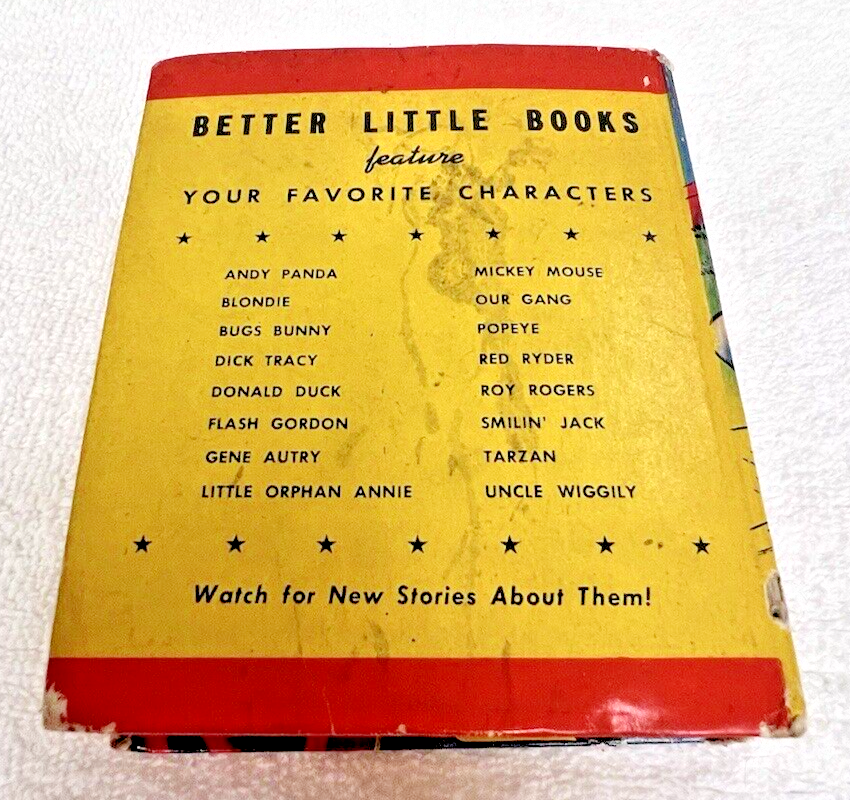 BETTER LITTLE BOOKS
feature
YOUR FAVORITE CHARACTERS
ANDY PANDA
BLONDIE
BUGS BUNNY
DICK TRACY
DONALD DUCK
FLASH GORDON
GENE AUTRY
LITTLE ORPHAN ANNIE
MICKEY MOUSE
OUR GANG
POPEYE
RED RYDER
ROY ROGERS
SMILIN' JACK
TARZAN
UNCLE WIGGILY
Watch for New Stories About Them!